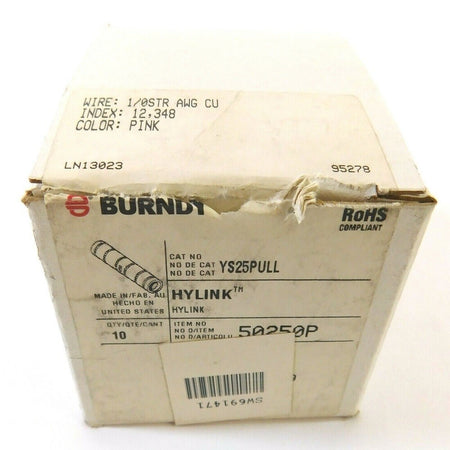 WIRE: 1/0STR AWG CU
INDEX: 12,348
COLOR: PINK
LN13023 95278
BURNDY
RoHS
COMPLIANT
CAT NO
NO DE CAT YS25PULL
NO DE CAT
MADE IN/FAB. AU HYLINK™
HECHO EN HYLINK
UNITED STATES
QTY/QTE/CANT ITEM NO
10 NO D/ITEM 50250P
NO D/ARTICULO
SW691471